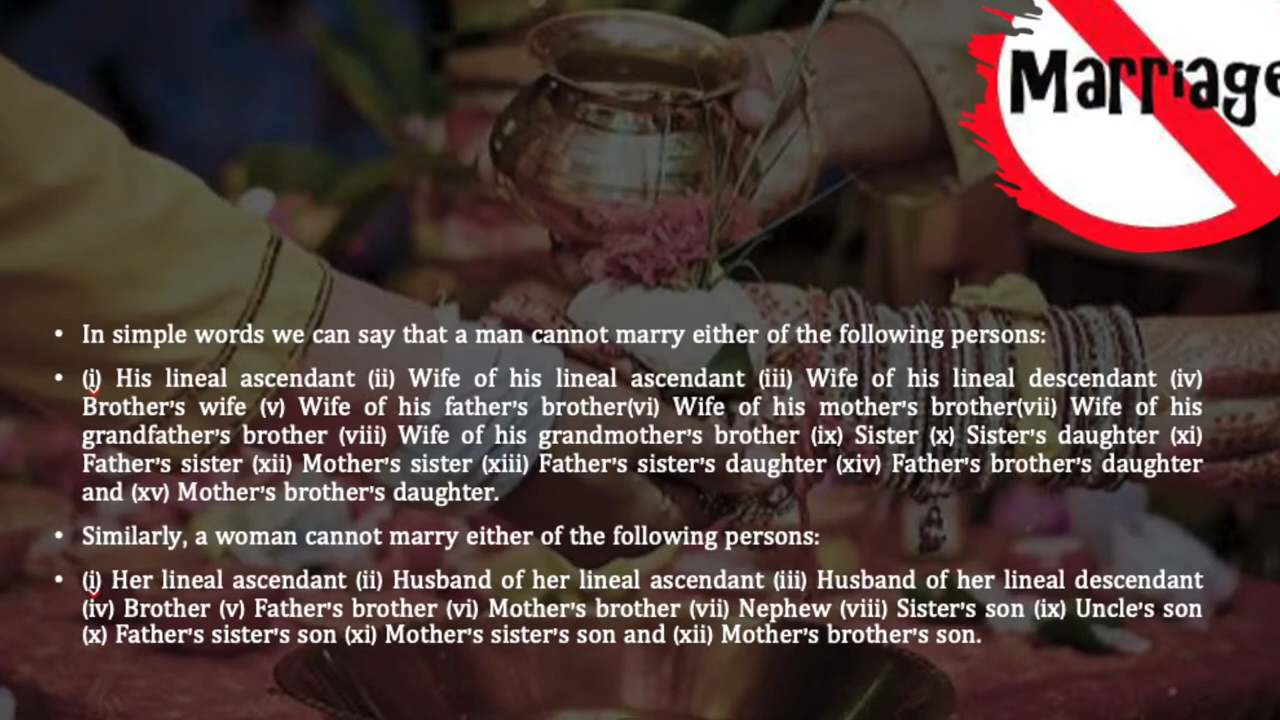 Marriage
• In simple words we can say that a man cannot marry either of the following persons:
• (i) His lineal ascendant (ii) Wife of his lineal ascendant (iii) Wife of his lineal descendant (iv)
Brother's wife (v) Wife of his father's brother(vi) Wife of his mother's brother(vii) Wife of his
grandfather's brother (viii) Wife of his grandmother's brother (ix) Sister (x) Sister's daughter (xi)
Father's sister (xii) Mother's sister (xiii) Father's sister's daughter (xiv) Father's brother's daughter
and (xv) Mother's brother's daughter.
• Similarly, a woman cannot marry either of the following persons:
• (i) Her lineal ascendant (ii) Husband of her lineal ascendant (iii) Husband of her lineal descendant
(iv) Brother (v) Father's brother (vi) Mother's brother (vii) Nephew (viii) Sister's son (ix) Uncle's son
(x) Father's sister's son (xi) Mother's sister's son and (xii) Mother's brother's son.